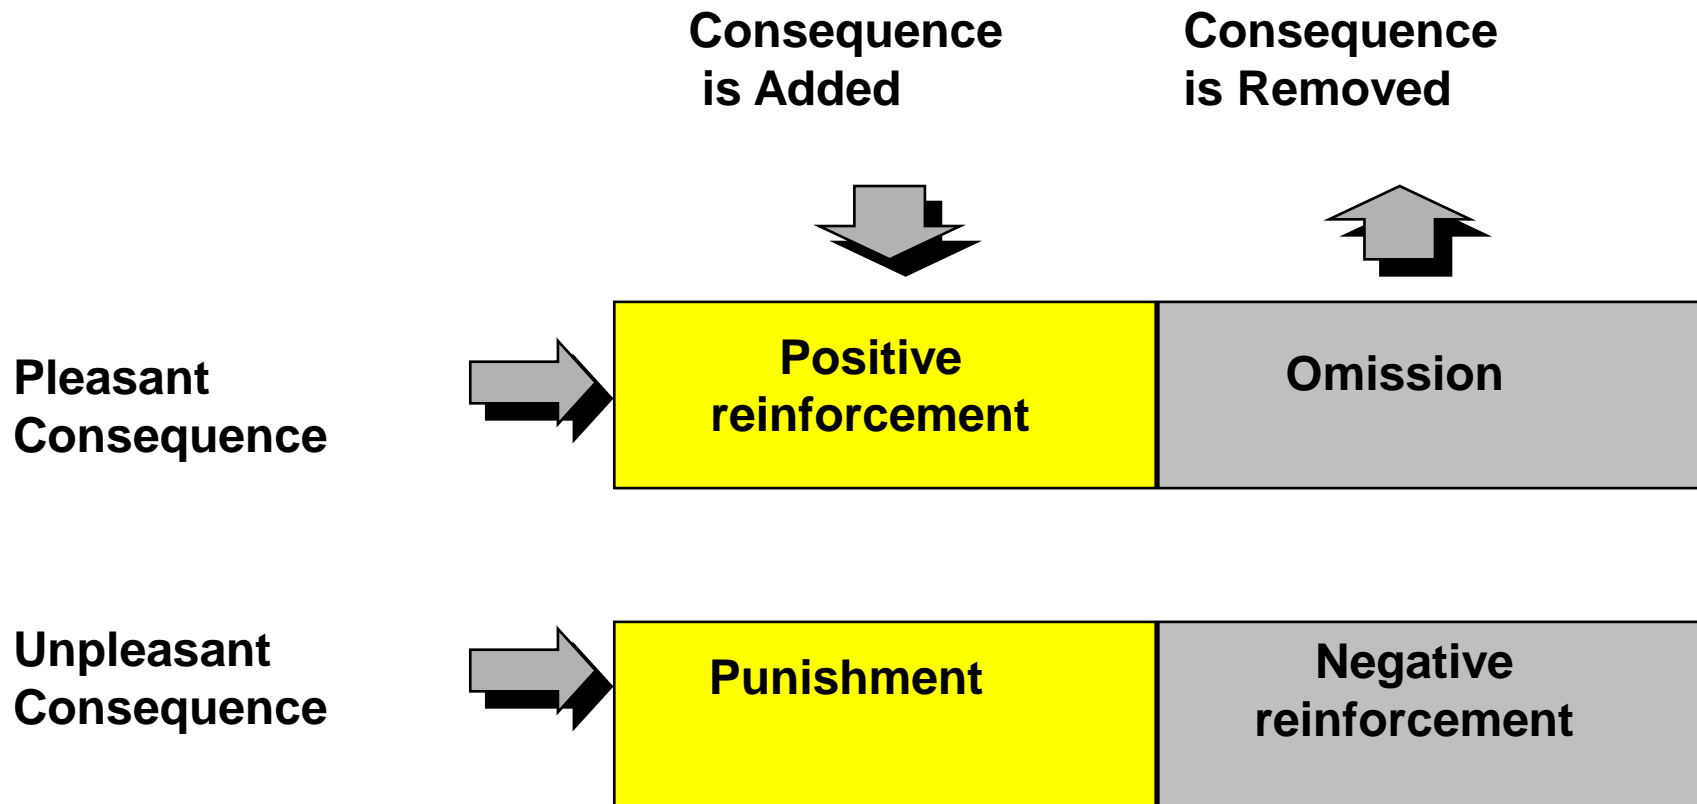 Consequence
is Added
Consequence
is Removed
Pleasant
Consequence
Positive
reinforcement
Omission
Unpleasant
Consequence
Punishment
Negative
reinforcement